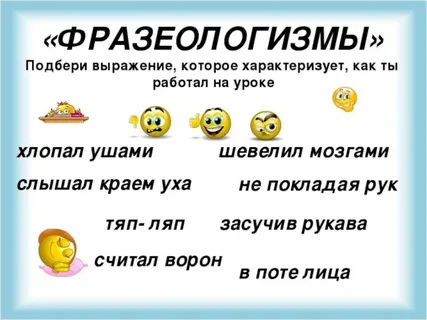 «ФРАЗЕОЛОГИЗМЫ»
Подбери выражение, которое характеризует, как ты
работал на уроке
хлопал ушами
шевелил мозгами
слышал краем уха
не покладая рук
тяп- ляп
засучив рукава
считал ворон
в поте лица